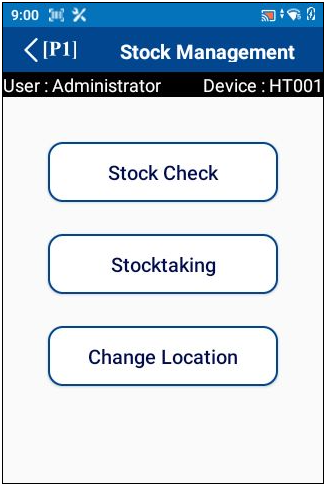 9:00
[P1] Stock Management
User : Administrator Device : HT001
Stock Check
Stocktaking
Change Location